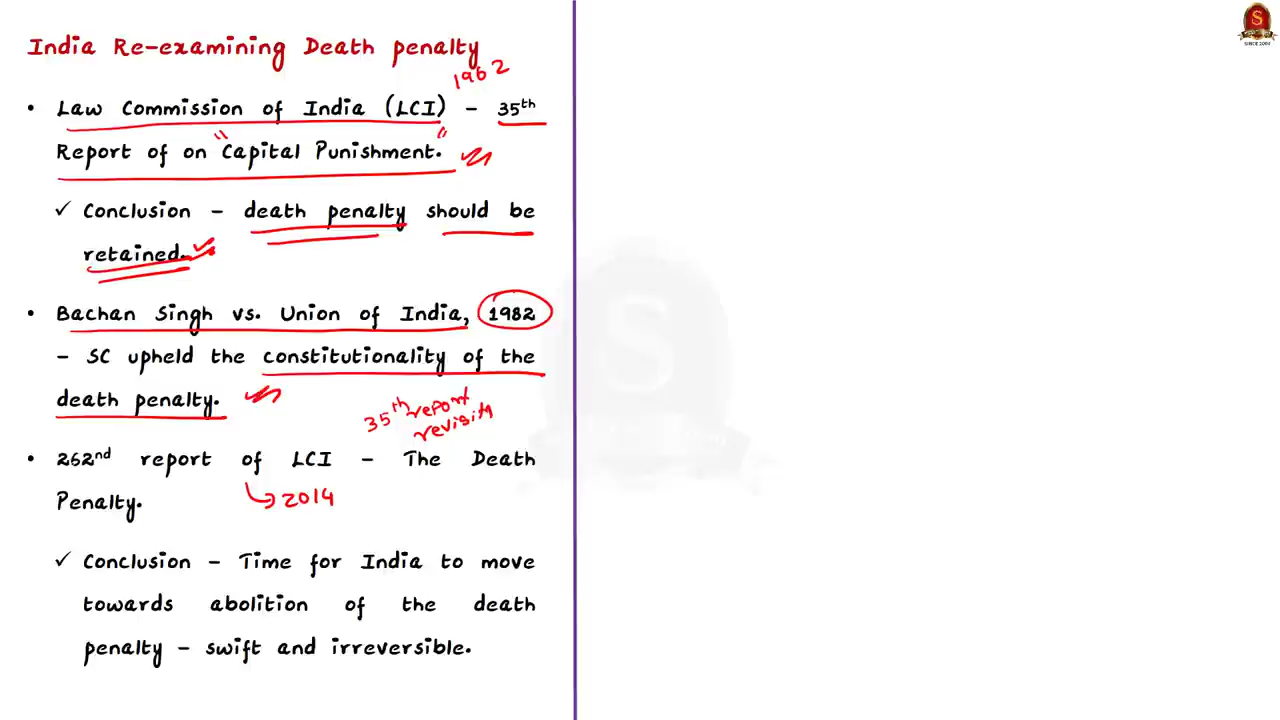 India Re-examining Death penalty
1962
• Law Commission of India (LCI) - 35th
Report of on "Capital Punishment."
✓ Conclusion - death penalty should be
retained.
• Bachan Singh vs. Union of India, 1982
- SC upheld the constitutionality of the
death penalty.
35th report
revisit
• 262nd report of LCI - The Death
Penalty.
2014
✓ Conclusion - Time for India to move
towards abolition of the death
penalty - swift and irreversible.
S
SINCE 2004